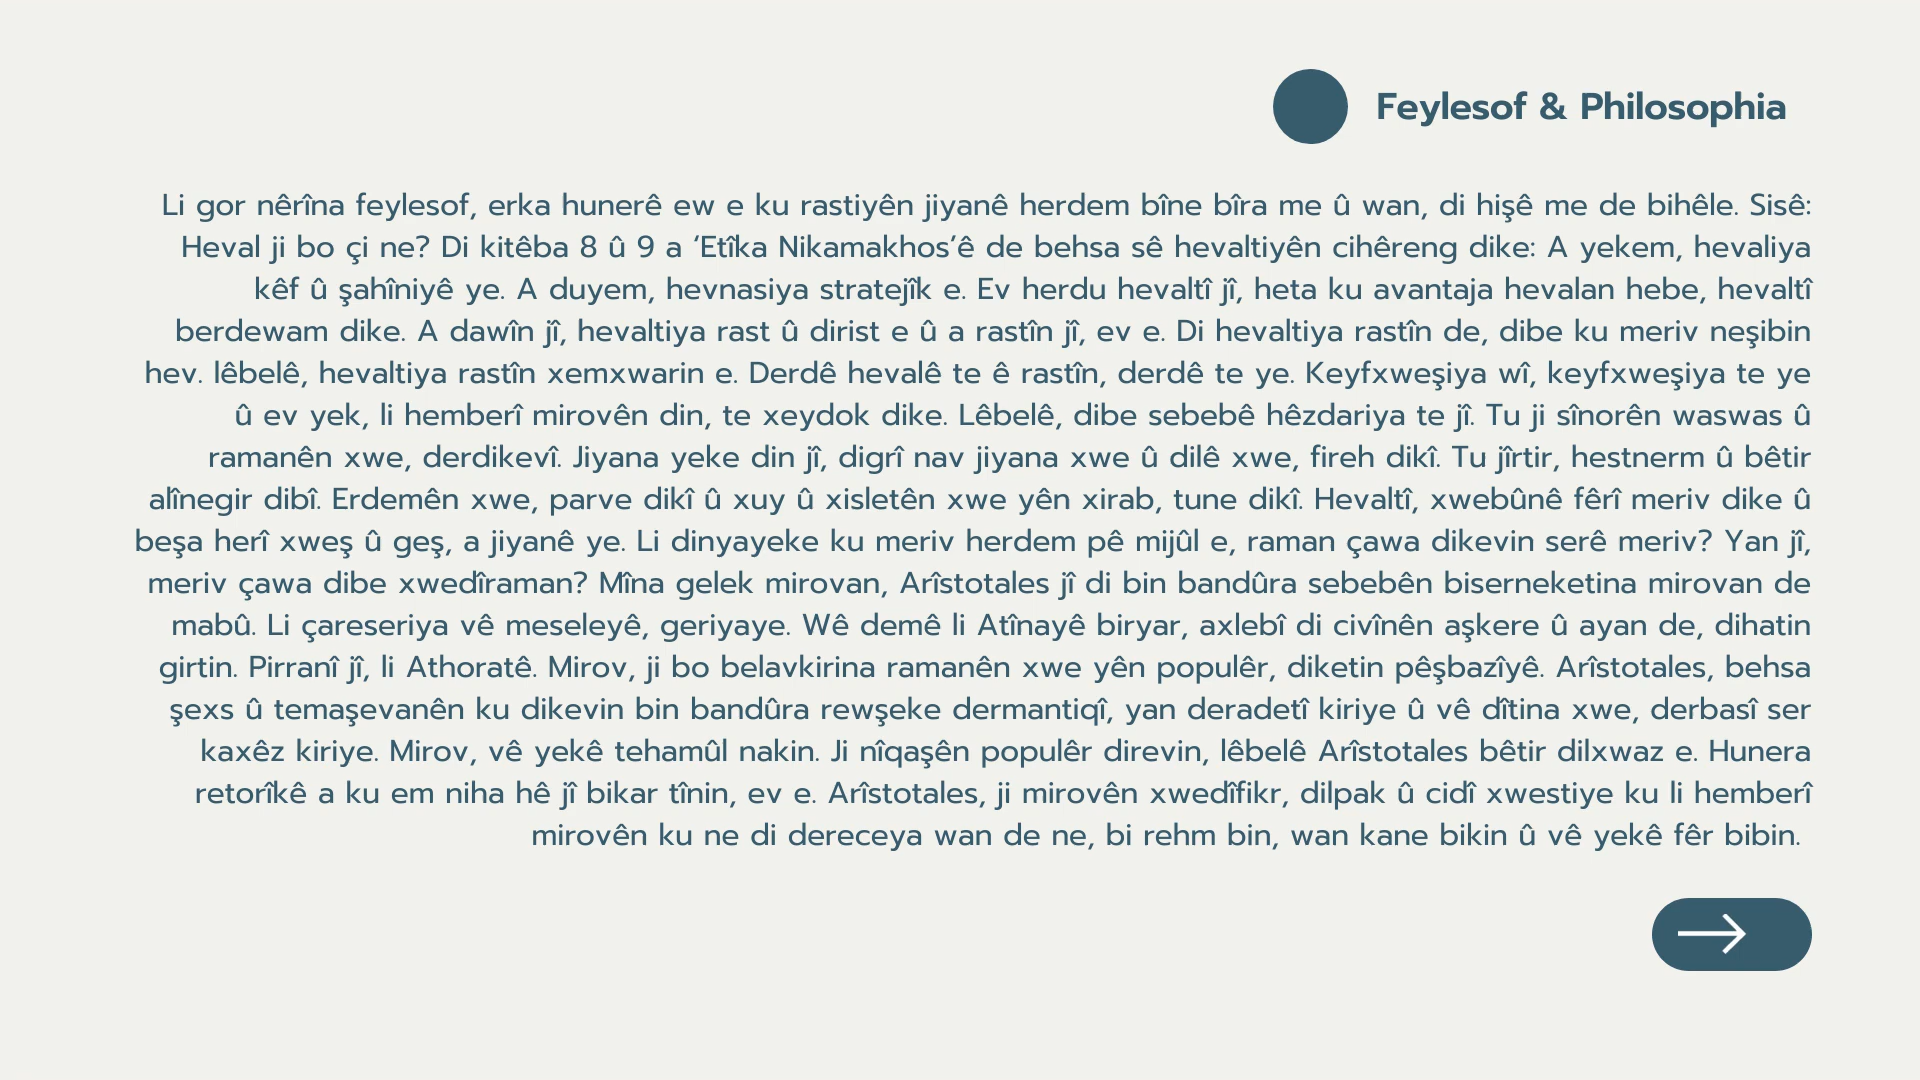 Feylesof & Philosophia
Li gor nêrîna feylesof, erka hunerê ew e ku rastiyên jiyanê herdem bîne bîra me û wan, di hişê me de bihêle. Sisê:
Heval ji bo çi ne? Di kitêba 8 û 9 a ‘Etîka Nikamakhos’ê de behsa sê hevaltiyên cihêreng dike: A yekem, hevaliya
kêf û şahîniyê ye. A duyem, hevnasiya stratejîk e. Ev herdu hevaltî jî, heta ku avantaja hevalan hebe, hevaltî
berdewam dike. A dawîn jî, hevaltiya rast û dirist e û a rastîn jî, ev e. Di hevaltiya rastîn de, dibe ku meriv neşibin
hev. lêbelê, hevaltiya rastîn xemxwarin e. Derdê hevalê te ê rastîn, derdê te ye. Keyfxweşiya wî, keyfxweşiya te ye
û ev yek, li hemberî mirovên din, te xeydok dike. Lêbelê, dibe sebebê hêzdariya te jî. Tu ji sînorên waswas û
ramanên xwe, derdikevî. Jiyana yeke din jî, digrî nav jiyana xwe û dilê xwe, fireh dikî. Tu jîrtir, hestnerm û bêtir
alînegir dibî. Erdemên xwe, parve dikî û xuy û xisletên xwe yên xirab, tune dikî. Hevaltî, xwebûnê fêrî meriv dike û
beşa herî xweş û geş, a jiyanê ye. Li dinyayeke ku meriv herdem pê mijûl e, raman çawa dikevin serê meriv? Yan jî,
meriv çawa dibe xwedîraman? Mîna gelek mirovan, Arîstotales jî di bin bandûra sebebên biserneketina mirovan de
mabû. Li çareseriya vê meseleyê, geriyaye. Wê demê li Atînayê biryar, axlebî di civînên aşkere û ayan de, dihatin
girtin. Pirranî jî, li Athoratê. Mirov, ji bo belavkirina ramanên xwe yên populêr, diketin pêşbazîyê. Arîstotales, behsa
şexs û temaşevanên ku dikevin bin bandûra rewşeke dermantiqî, yan deradetî kiriye û vê dîtina xwe, derbasî ser
kaxêz kiriye. Mirov, vê yekê tehamûl nakin. Ji nîqaşên populêr direvin, lêbelê Arîstotales bêtir dilxwaz e. Hunera
retorîkê a ku em niha hê jî bikar tînin, ev e. Arîstotales, ji mirovên xwedîfikr, dilpak û cidî xwestiye ku li hemberî
mirovên ku ne di dereceya wan de ne, bi rehm bin, wan kane bikin û vê yekê fêr bibin.